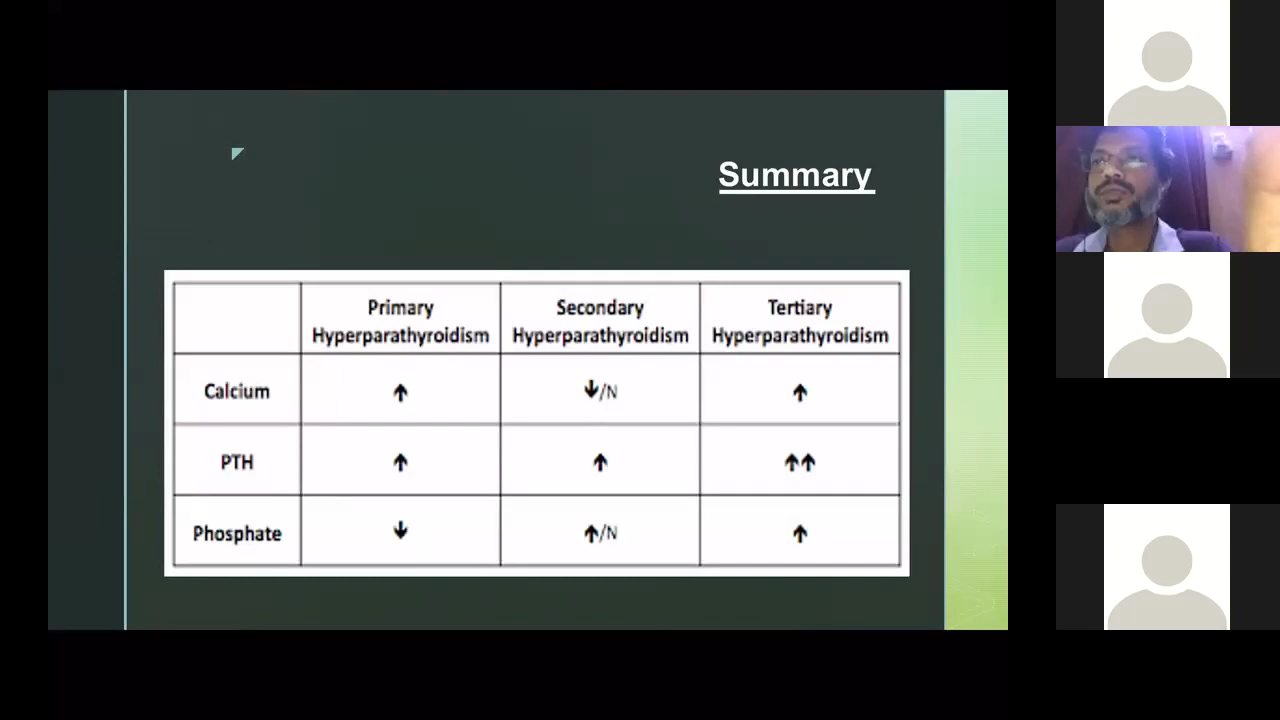 Summary
Primary Hyperparathyroidism
Secondary Hyperparathyroidism
Tertiary Hyperparathyroidism
Calcium ↑ ↓/N ↑
PTH ↑ ↑ ↑↑
Phosphate ↓ ↑/N ↑